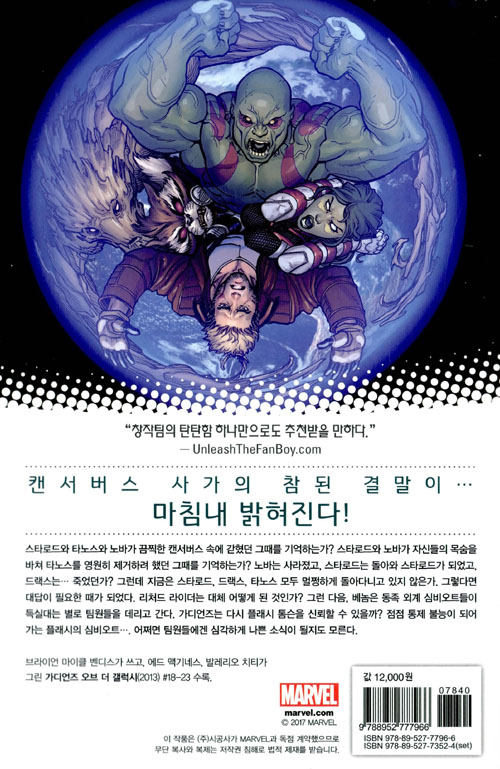 “창작팀의 탄탄함 하나만으로도 추천받을 만하다.”
— UnleashTheFanBoy.com
캔서버스 사가의 참된 결말이…
마침내 밝혀진다!
스타로드와 타노스와 노바가 끔찍한 캔서버스 속에 갇혔던 그때를 기억하는가? 스타로드와 노바가 자신들의 목숨을
바쳐 타노스를 영원히 제거하려 했던 그때를 기억하는가? 노바는 사라졌고, 스타로드는 돌아와 스타로드가 되었고,
드랙스는… 죽었던가? 그런데 지금은 스타로드, 드랙스, 타노스 모두 멀쩡하게 돌아다니고 있지 않은가. 그렇다면
대답이 필요한 때가 되었다. 리처드 라이더는 대체 어떻게 된 것인가? 그런 다음, 베놈은 동족 외계 심비오트들이
득실대는 별로 팀원들을 데리고 간다. 가디언즈는 다시 플래시 톰슨을 신뢰할 수 있을까? 점점 통제 불능이 되어
가는 플래시의 심비오트…. 어쩌면 팀원들에겐 심각하게 나쁜 소식이 될지도 모른다.
브라이언 마이클 벤디스가 쓰고, 에드 맥기네스, 발레리오 치티가
그린 가디언즈 오브 더 갤럭시(2013) #18-23 수록.
MARVEL
marvel.com
© 2017 MARVEL
이 작품은 (주)시공사가 MARVEL과 독점 계약했으므로
무단 복사와 복제는 저작권 침해로 법적 제재를 받습니다.
값 12,000원
07840
9788952777966
ISBN 978-89-527-7796-6
ISBN 978-89-527-7352-4(set)